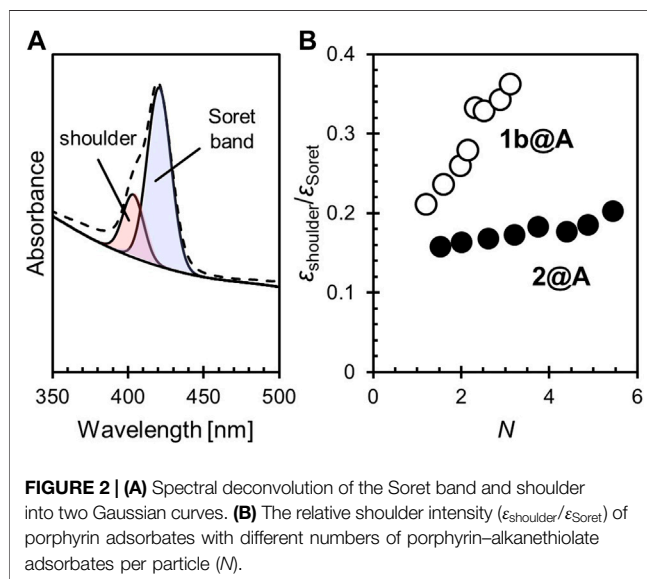 A
shoulder
Soret
band
Absorbance
350
400
450
500
Wavelength [nm]
B
0.4
0.3
0.2
0.1
0
εshoulder/εSoret
1b@A
2@A
0
2
4
6
N
FIGURE 2 | (A) Spectral deconvolution of the Soret band and shoulder
into two Gaussian curves. (B) The relative shoulder intensity (εshoulder/εSoret) of
porphyrin adsorbates with different numbers of porphyrin–alkanethiolate
adsorbates per particle (N).